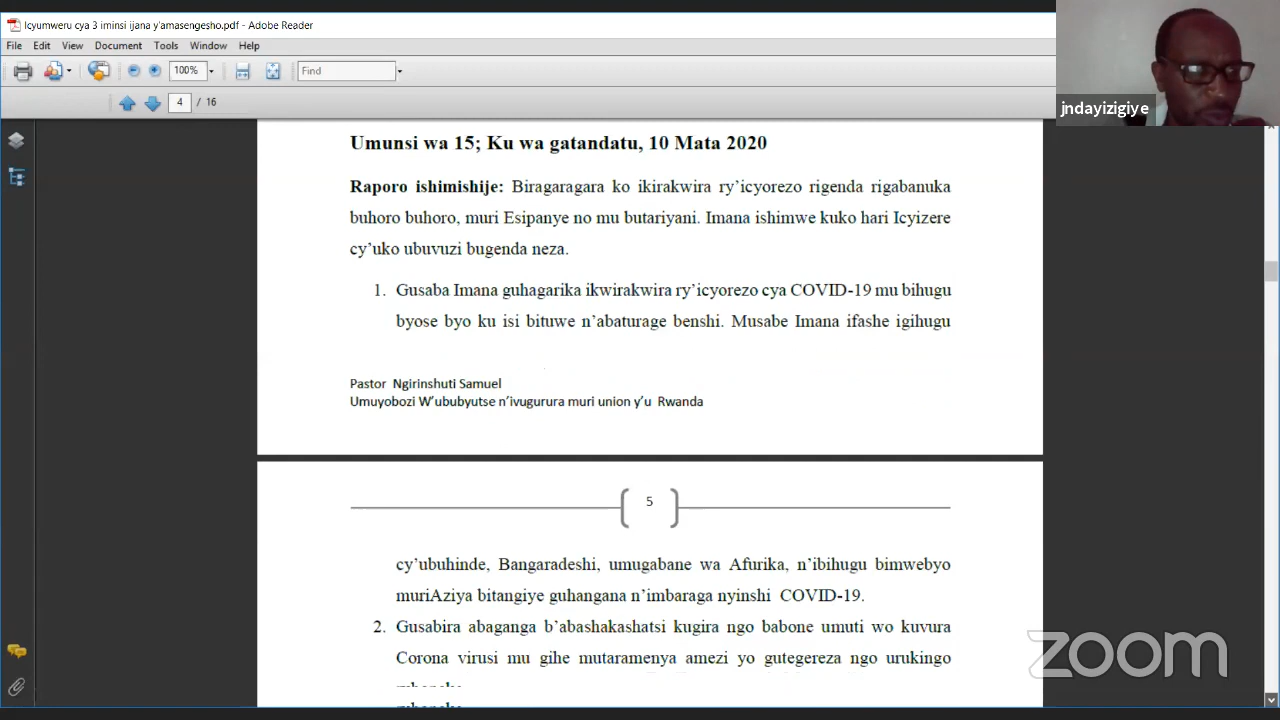 Icyumweru cya 3 iminsi ijana y'amasengesho.pdf - Adobe Reader
File Edit View Document Tools Window Help
100% Find
4 / 16
jndayizigiye
Umunsi wa 15; Ku wa gatandatu, 10 Mata 2020
Raporo ishimishije: Biragaragara ko ikirakwira ry’icyorezo rigenda rigabanuka
buhoro buhoro, muri Esipanye no mu butariyani. Imana ishimwe kuko hari Icyizere
cy’uko ubuvuzi bugenda neza.
1. Gusaba Imana guhagarika ikwirakwira ry’icyorezo cya COVID-19 mu bihugu
byose byo ku isi bituwe n’abaturage benshi. Musabe Imana ifashe igihugu
Pastor Ngirinshuti Samuel
Umuyobozi W’ububyutse n’ivugurura muri union y’u Rwanda
5
cy’ubuhinde, Bangaradeshi, umugabane wa Afurika, n’ibihugu bimwebyo
muriAziya bitangiye guhangana n’imbaraga nyinshi COVID-19.
2. Gusabira abaganga b’abashakashatsi kugira ngo babone umuti wo kuvura
Corona virusi mu gihe mutaramenya amezi yo gutegereza ngo urukingo
zoom